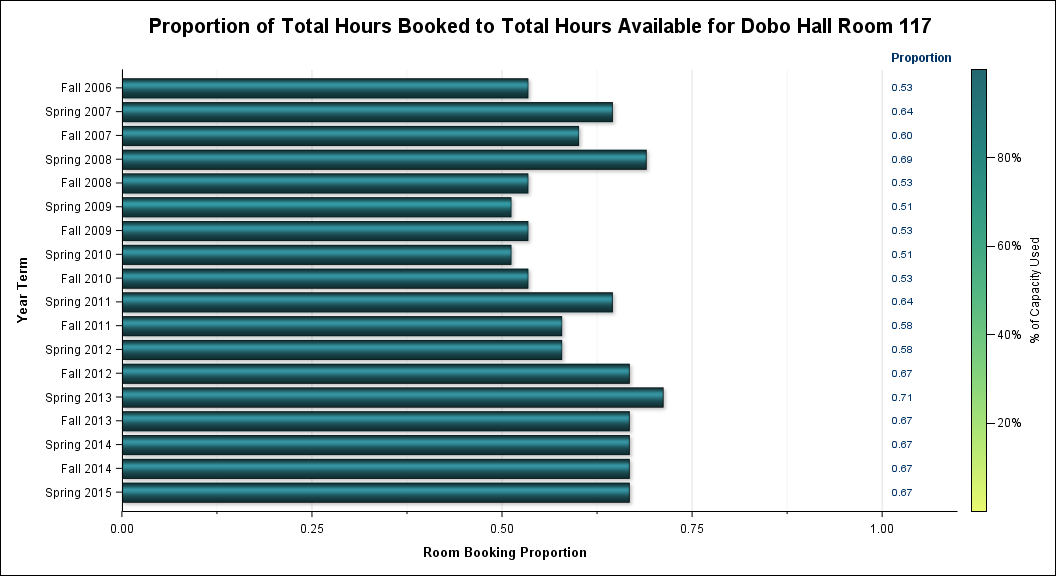 Proportion of Total Hours Booked to Total Hours Available for Dobo Hall Room 117
Proportion
Fall 2006 0.53
Spring 2007 0.64
Fall 2007 0.60
Spring 2008 0.69
Fall 2008 0.53
Spring 2009 0.51
Fall 2009 0.53
Spring 2010 0.51
Fall 2010 0.53
Spring 2011 0.64
Fall 2011 0.58
Spring 2012 0.58
Fall 2012 0.67
Spring 2013 0.71
Fall 2013 0.67
Spring 2014 0.67
Fall 2014 0.67
Spring 2015 0.67
Year Term
0.00 0.25 0.50 0.75 1.00
Room Booking Proportion
80%
60%
40%
20%
% of Capacity Used